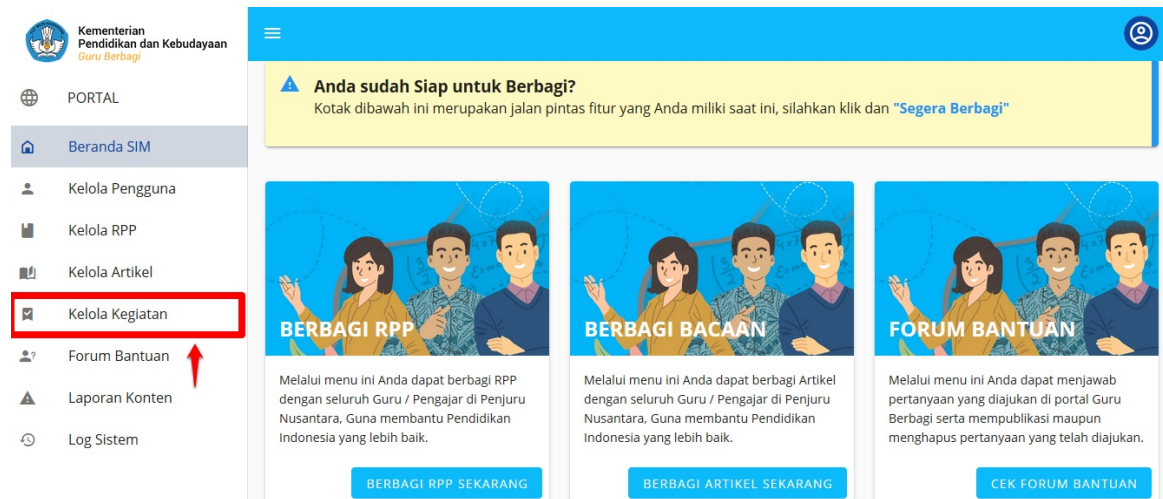 Kementerian
Pendidikan dan Kebudayaan
Guru Berbagi
PORTAL
Beranda SIM
Kelola Pengguna
Kelola RPP
Kelola Artikel
Kelola Kegiatan
Forum Bantuan
Laporan Konten
Log Sistem
Anda sudah Siap untuk Berbagi?
Kotak dibawah ini merupakan jalan pintas fitur yang Anda miliki saat ini, silahkan klik dan "Segera Berbagi"
BERBAGI RPP
Melalui menu ini Anda dapat berbagi RPP
dengan seluruh Guru / Pengajar di Penjuru
Nusantara, Guna membantu Pendidikan
Indonesia yang lebih baik.
BERBAGI RPP SEKARANG
BERBAGI BACAAN
Melalui menu ini Anda dapat berbagi Artikel
dengan seluruh Guru / Pengajar di Penjuru
Nusantara, Guna membantu Pendidikan
Indonesia yang lebih baik.
BERBAGI ARTIKEL SEKARANG
FORUM BANTUAN
Melalui menu ini Anda dapat menjawab
pertanyaan yang diajukan di portal Guru
Berbagi serta mempublikasi maupun
menghapus pertanyaan yang telah diajukan.
CEK FORUM BANTUAN